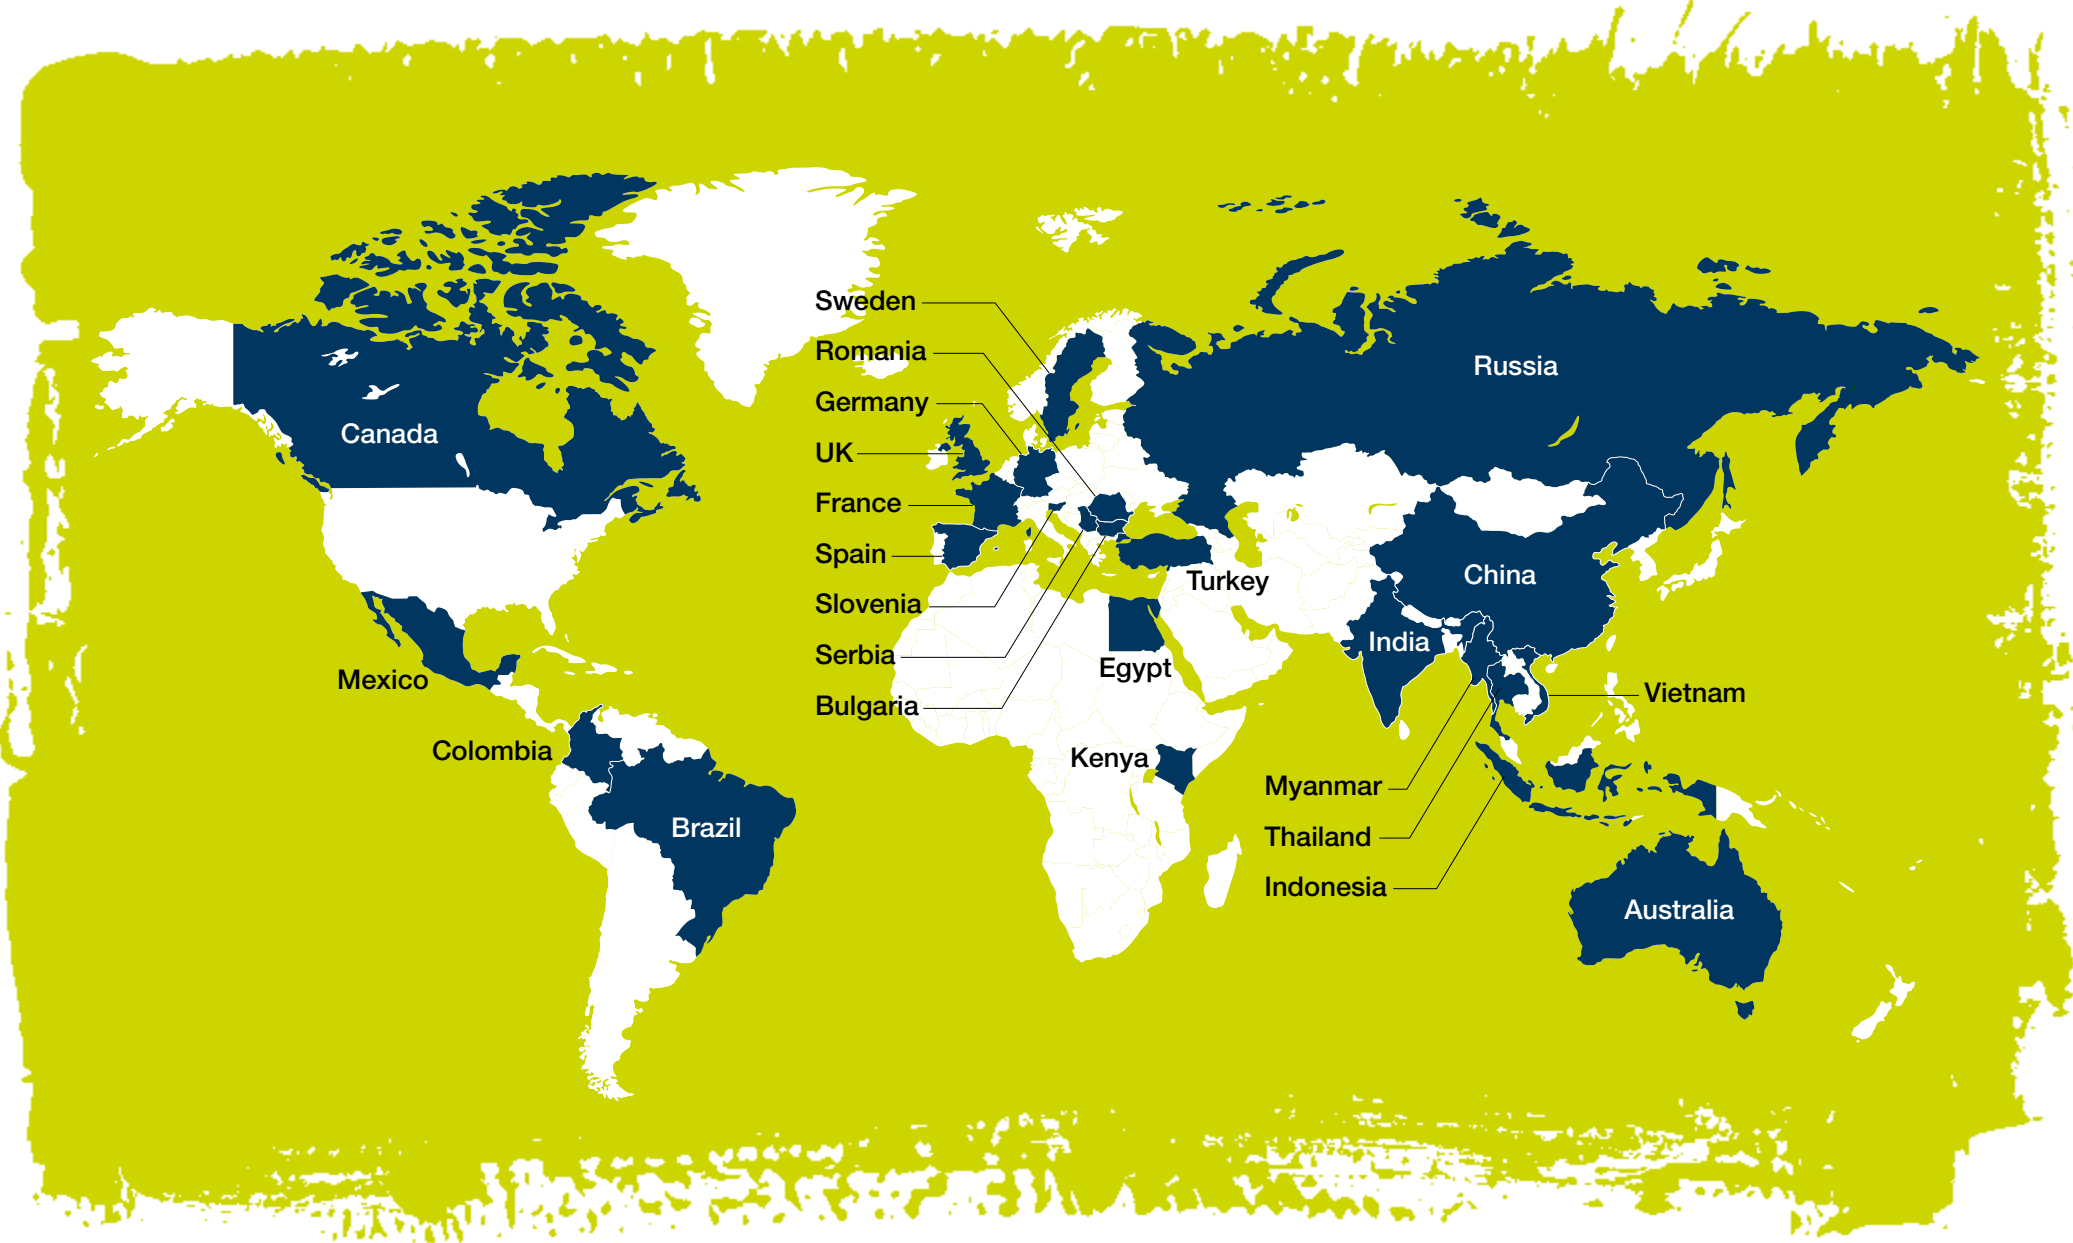 Sweden
Romania
Russia
Germany
Canada
UK
France
Spain
China
Turkey
Slovenia
India
Serbia
Egypt
Mexico
Vietnam
Bulgaria
Colombia
Kenya
Myanmar
Brazil
Thailand
Indonesia
Australia